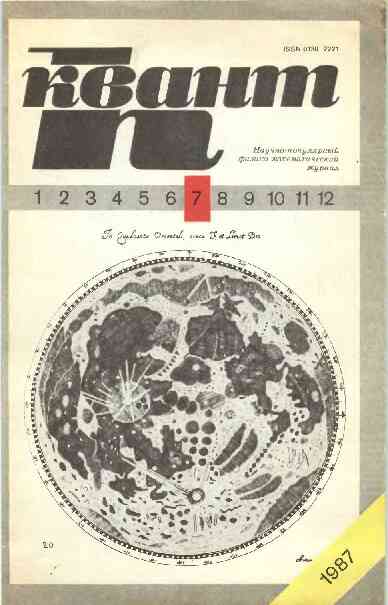 ISSN 0130 2221
квант
Научно-популярный
физико-математический
журнал
1 2 3 4 5 6 7 8 9 10 11 12
1987